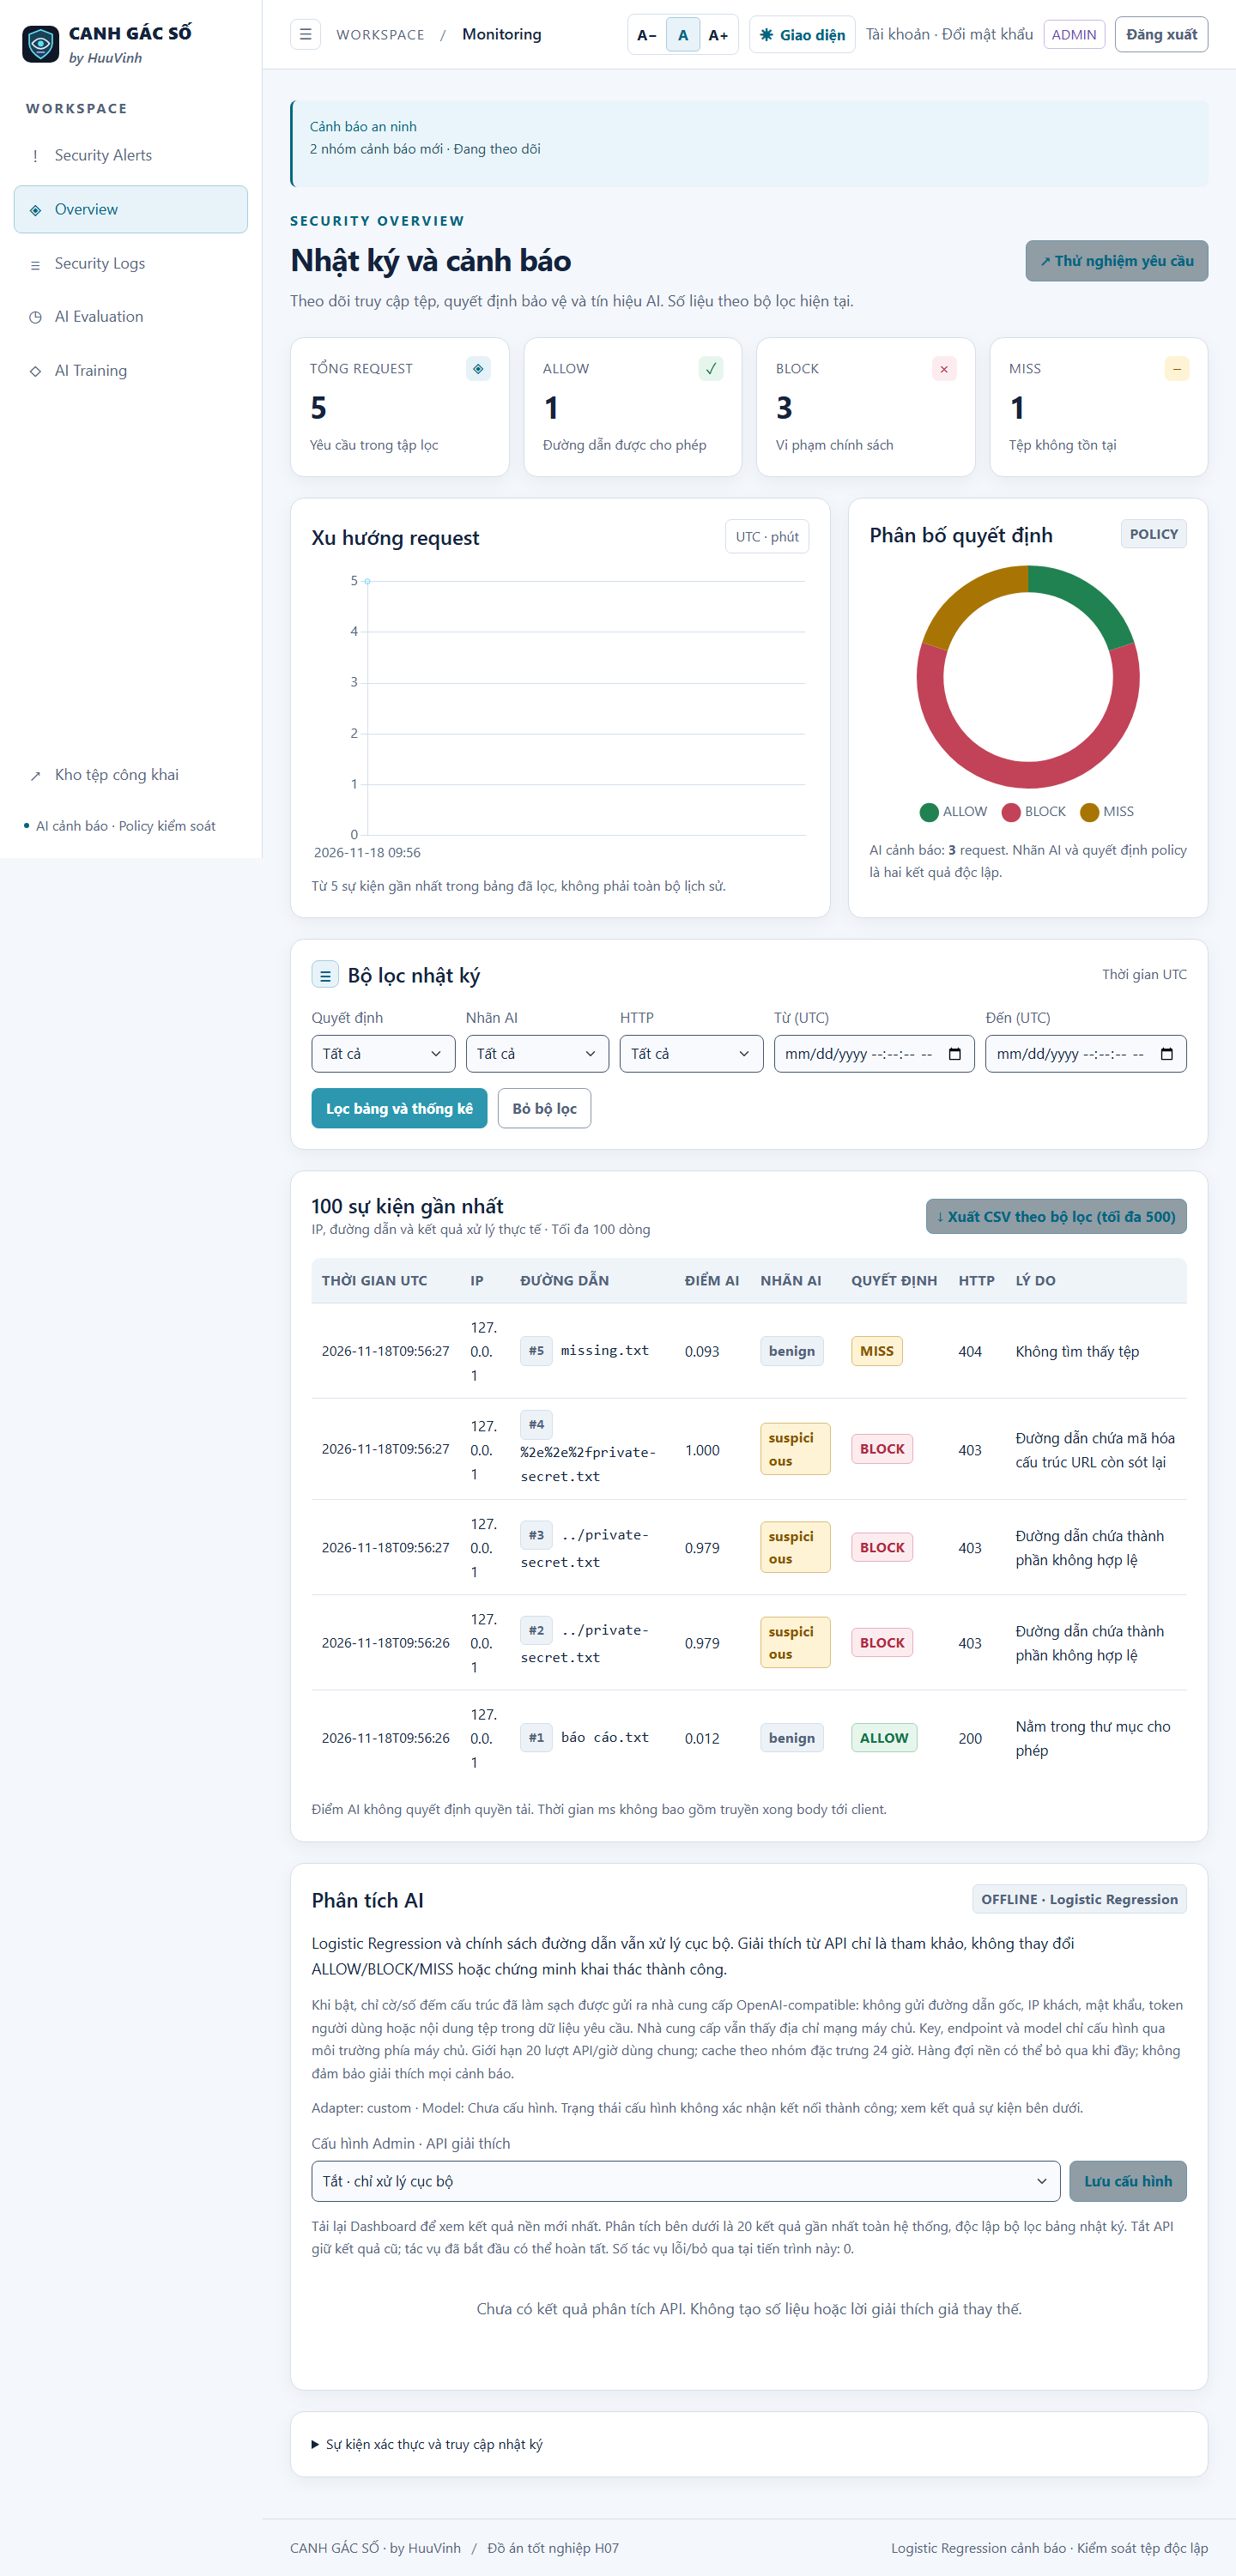 CANH GÁC SỐ
by HuuVinh
WORKSPACE
! Security Alerts
Overview
Security Logs
AI Evaluation
AI Training
Kho tệp công khai
AI cảnh báo · Policy kiểm soát
WORKSPACE / Monitoring
A− A A+ Giao diện Tài khoản · Đổi mật khẩu ADMIN Đăng xuất
Cảnh báo an ninh
2 nhóm cảnh báo mới · Đang theo dõi
SECURITY OVERVIEW
Nhật ký và cảnh báo
↗ Thử nghiệm yêu cầu
Theo dõi truy cập tệp, quyết định bảo vệ và tín hiệu AI. Số liệu theo bộ lọc hiện tại.
TỔNG REQUEST
5
Yêu cầu trong tập lọc
ALLOW ✓
1
Đường dẫn được cho phép
BLOCK ×
3
Vi phạm chính sách
MISS −
1
Tệp không tồn tại
Xu hướng request
UTC · phút
5
4
3
2
1
0
2026-11-18 09:56
Từ 5 sự kiện gần nhất trong bảng đã lọc, không phải toàn bộ lịch sử.
Phân bố quyết định
POLICY
ALLOW BLOCK MISS
AI cảnh báo: 3 request. Nhãn AI và quyết định policy
là hai kết quả độc lập.
Bộ lọc nhật ký
Thời gian UTC
Quyết định Nhãn AI HTTP Từ (UTC) Đến (UTC)
Tất cả Tất cả Tất cả mm/dd/yyyy --:--:-- -- mm/dd/yyyy --:--:-- --
Lọc bảng và thống kê Bỏ bộ lọc
100 sự kiện gần nhất
IP, đường dẫn và kết quả xử lý thực tế · Tối đa 100 dòng
↓ Xuất CSV theo bộ lọc (tối đa 500)
THỜI GIAN UTC IP ĐƯỜNG DẪN ĐIỂM AI NHÃN AI QUYẾT ĐỊNH HTTP LÝ DO
127.
2026-11-18T09:56:27 0.0. #5 missing.txt 0.093 benign MISS 404 Không tìm thấy tệp
1
127. #4 suspici Đường dẫn chứa mã hóa
2026-11-18T09:56:27 0.0. %2e%2e%2fprivate- 1.000 BLOCK 403
1 secret.txt ous cấu trúc URL còn sót lại
127. #3 ../private- suspici Đường dẫn chứa thành
2026-11-18T09:56:27 0.0. 0.979 BLOCK 403
1 secret.txt ous phần không hợp lệ
127. #2 ../private- suspici Đường dẫn chứa thành
2026-11-18T09:56:26 0.0. 0.979 BLOCK 403
1 secret.txt ous phần không hợp lệ
127. Nằm trong thư mục cho
2026-11-18T09:56:26 0.0. #1 báo cáo.txt 0.012 benign ALLOW 200
1 phép
Điểm AI không quyết định quyền tải. Thời gian ms không bao gồm truyền xong body tới client.
Phân tích AI
OFFLINE · Logistic Regression
Logistic Regression và chính sách đường dẫn vẫn xử lý cục bộ. Giải thích từ API chỉ là tham khảo, không thay đổi
ALLOW/BLOCK/MISS hoặc chứng minh khai thác thành công.
Khi bật, chỉ cờ/số đếm cấu trúc đã làm sạch được gửi ra nhà cung cấp OpenAI-compatible: không gửi đường dẫn gốc, IP khách, mật khẩu, token
người dùng hoặc nội dung tệp trong dữ liệu yêu cầu. Nhà cung cấp vẫn thấy địa chỉ mạng máy chủ. Key, endpoint và model chỉ cấu hình qua
môi trường phía máy chủ. Giới hạn 20 lượt API/giờ dùng chung; cache theo nhóm đặc trưng 24 giờ. Hàng đợi nền có thể bỏ qua khi đầy; không
đảm bảo giải thích mọi cảnh báo.
Adapter: custom · Model: Chưa cấu hình. Trạng thái cấu hình không xác nhận kết nối thành công; xem kết quả sự kiện bên dưới.
Cấu hình Admin · API giải thích
Tắt · chỉ xử lý cục bộ
Lưu cấu hình
Tải lại Dashboard để xem kết quả nền mới nhất. Phân tích bên dưới là 20 kết quả gần nhất toàn hệ thống, độc lập bộ lọc bảng nhật ký. Tắt API
giữ kết quả cũ; tác vụ đã bắt đầu có thể hoàn tất. Số tác vụ lỗi/bỏ qua tại tiến trình này: 0.
Chưa có kết quả phân tích API. Không tạo số liệu hoặc lời giải thích giả thay thế.
Sự kiện xác thực và truy cập nhật ký
CANH GÁC SỐ · by HuuVinh / Đồ án tốt nghiệp H07
Logistic Regression cảnh báo · Kiểm soát tệp độc lập